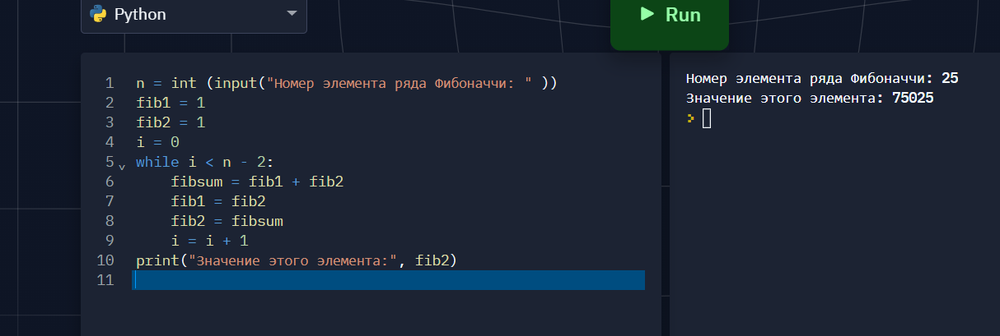 Python
Run
1 n = int (input("Номер элемента ряда Фибоначчи: " ))
2 fib1 = 1
3 fib2 = 1
4 i = 0
5 while i < n - 2:
6 fibsum = fib1 + fib2
7 fib1 = fib2
8 fib2 = fibsum
9 i = i + 1
10 print("Значение этого элемента:", fib2)
11
Номер элемента ряда Фибоначчи: 25
Значение этого элемента: 75025
>